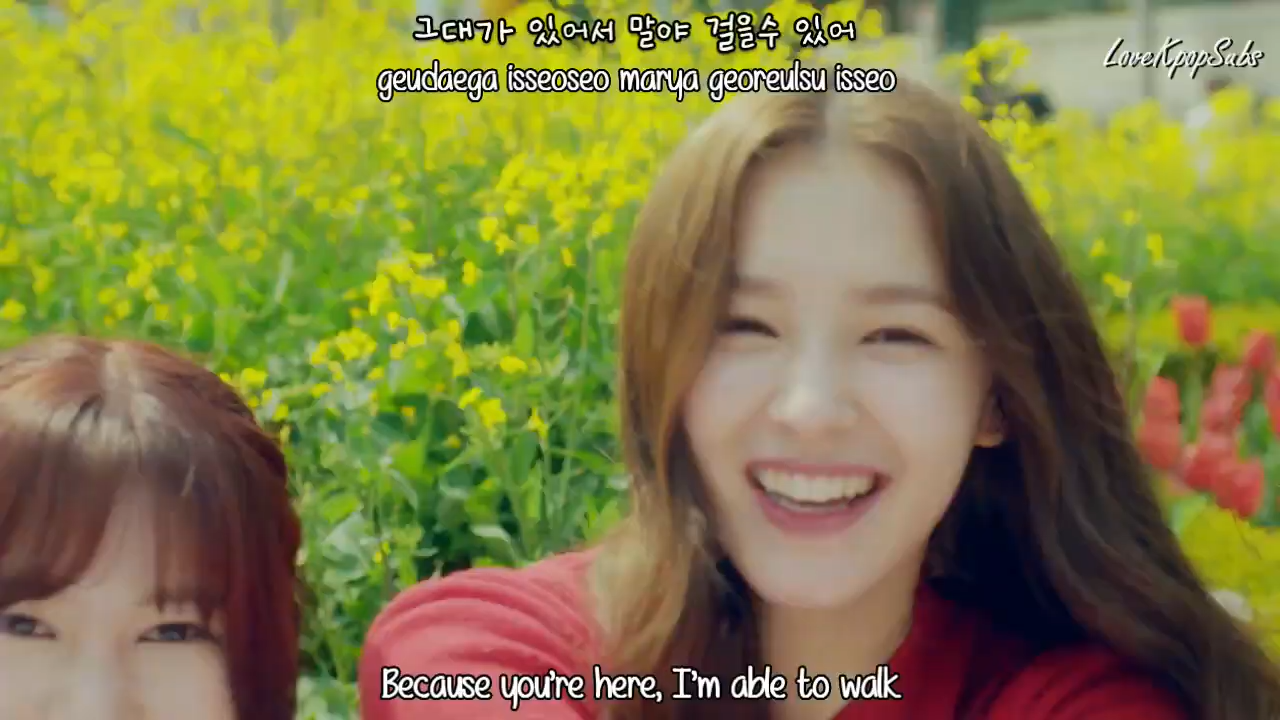 그대가 있어서 말야 걸을수 있어
LoveKpopSubs
geudaega isseoseo marya georeulsu isseo
Because you're here, I'm able to walk